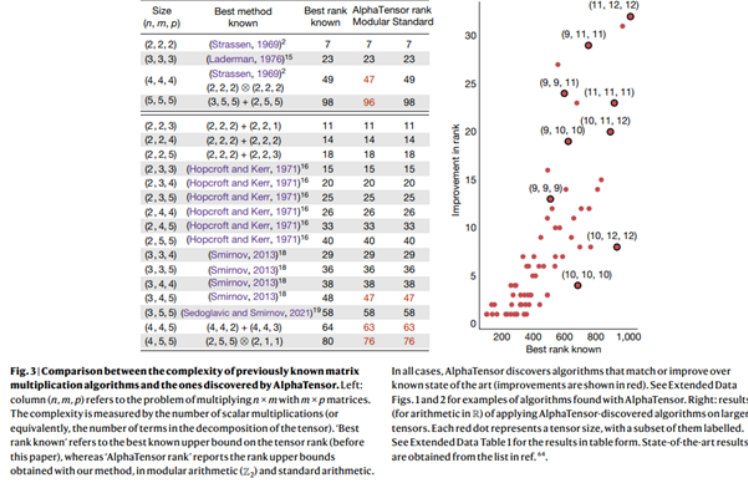 Size Best method Best rank AlphaTensor rank
(n, m, p) known known Modular Standard
(2, 2, 2) (Strassen, 1969)² 7 7 7
(3, 3, 3) (Laderman, 1976)¹⁵ 23 23 23
(4, 4, 4) (Strassen, 1969)² 49 47 49
(2, 2, 2) ⊗ (2, 2, 2)
(5, 5, 5) (3, 5, 5) + (2, 5, 5) 98 96 98
(2, 2, 3) (2, 2, 2) + (2, 2, 1) 11 11 11
(2, 2, 4) (2, 2, 2) + (2, 2, 2) 14 14 14
(2, 2, 5) (2, 2, 2) + (2, 2, 3) 18 18 18
(2, 3, 3) (Hopcroft and Kerr, 1971)¹⁶ 15 15 15
(2, 3, 4) (Hopcroft and Kerr, 1971)¹⁶ 20 20 20
(2, 3, 5) (Hopcroft and Kerr, 1971)¹⁶ 25 25 25
(2, 4, 4) (Hopcroft and Kerr, 1971)¹⁶ 26 26 26
(2, 4, 5) (Hopcroft and Kerr, 1971)¹⁶ 33 33 33
(2, 5, 5) (Hopcroft and Kerr, 1971)¹⁶ 40 40 40
(3, 3, 4) (Smirnov, 2013)¹⁸ 29 29 29
(3, 3, 5) (Smirnov, 2013)¹⁸ 36 36 36
(3, 4, 4) (Smirnov, 2013)¹⁸ 38 38 38
(3, 4, 5) (Smirnov, 2013)¹⁸ 48 47 47
(3, 5, 5) (Sedoglavic and Smirnov, 2021)¹⁹ 58 58 58
(4, 4, 5) (4, 4, 2) + (4, 4, 3) 64 63 63
(4, 5, 5) (2, 5, 5) ⊗ (2, 1, 1) 80 76 76
Improvement in rank
35
30
25
20
15
10
5
0
(11, 12, 12)
(9, 11, 11)
(9, 9, 11)
(11, 11, 11)
(10, 11, 12)
(9, 10, 10)
(9, 9, 9)
(10, 12, 12)
(10, 10, 10)
200 400 600 800 1,000
Best rank known
Fig. 3 | Comparison between the complexity of previously known matrix
multiplication algorithms and the ones discovered by AlphaTensor. Left:
column (n, m, p) refers to the problem of multiplying n × m with m × p matrices.
The complexity is measured by the number of scalar multiplications (or
equivalently, the number of terms in the decomposition of the tensor). 'Best
rank known' refers to the best known upper bound on the tensor rank (before
this paper), whereas 'AlphaTensor rank' reports the rank upper bounds
obtained with our method, in modular arithmetic (ℤ₂) and standard arithmetic.
In all cases, AlphaTensor discovers algorithms that match or improve over
known state of the art (improvements are shown in red). See Extended Data
Figs. 1 and 2 for examples of algorithms found with AlphaTensor. Right: results
(for arithmetic in ℝ) of applying AlphaTensor-discovered algorithms on larger
tensors. Each red dot represents a tensor size, with a subset of them labelled.
See Extended Data Table 1 for the results in table form. State-of-the-art results
are obtained from the list in ref. ⁶⁴.